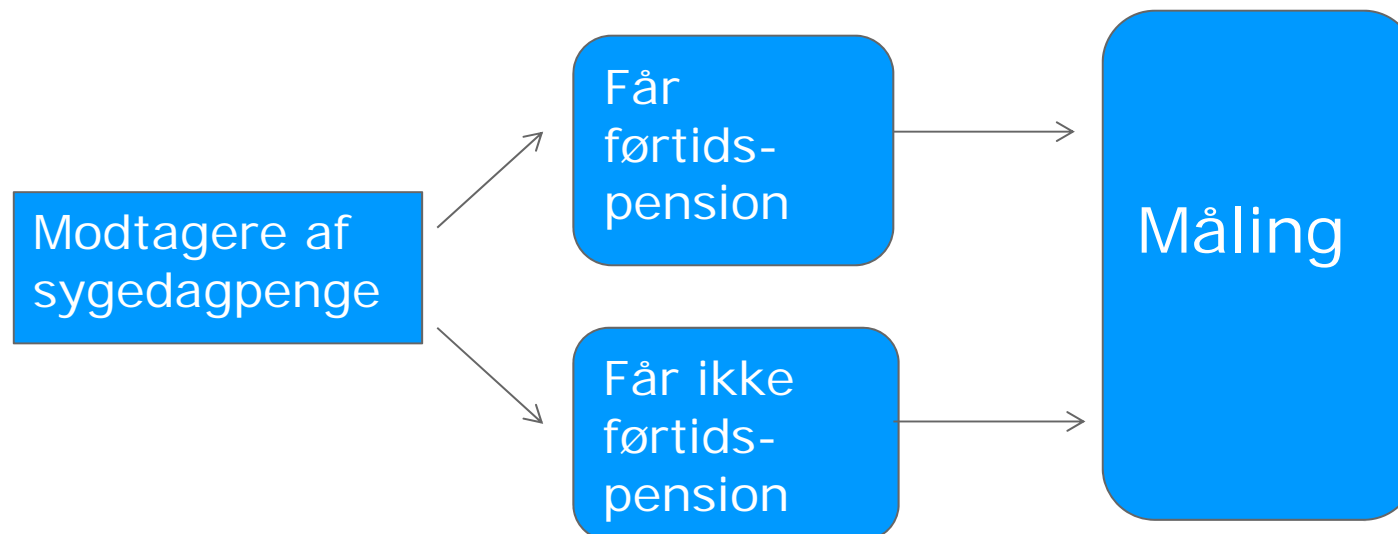 Modtagere af
sygedagpenge
Får
førtids-
pension
Får ikke
førtids-
pension
Måling